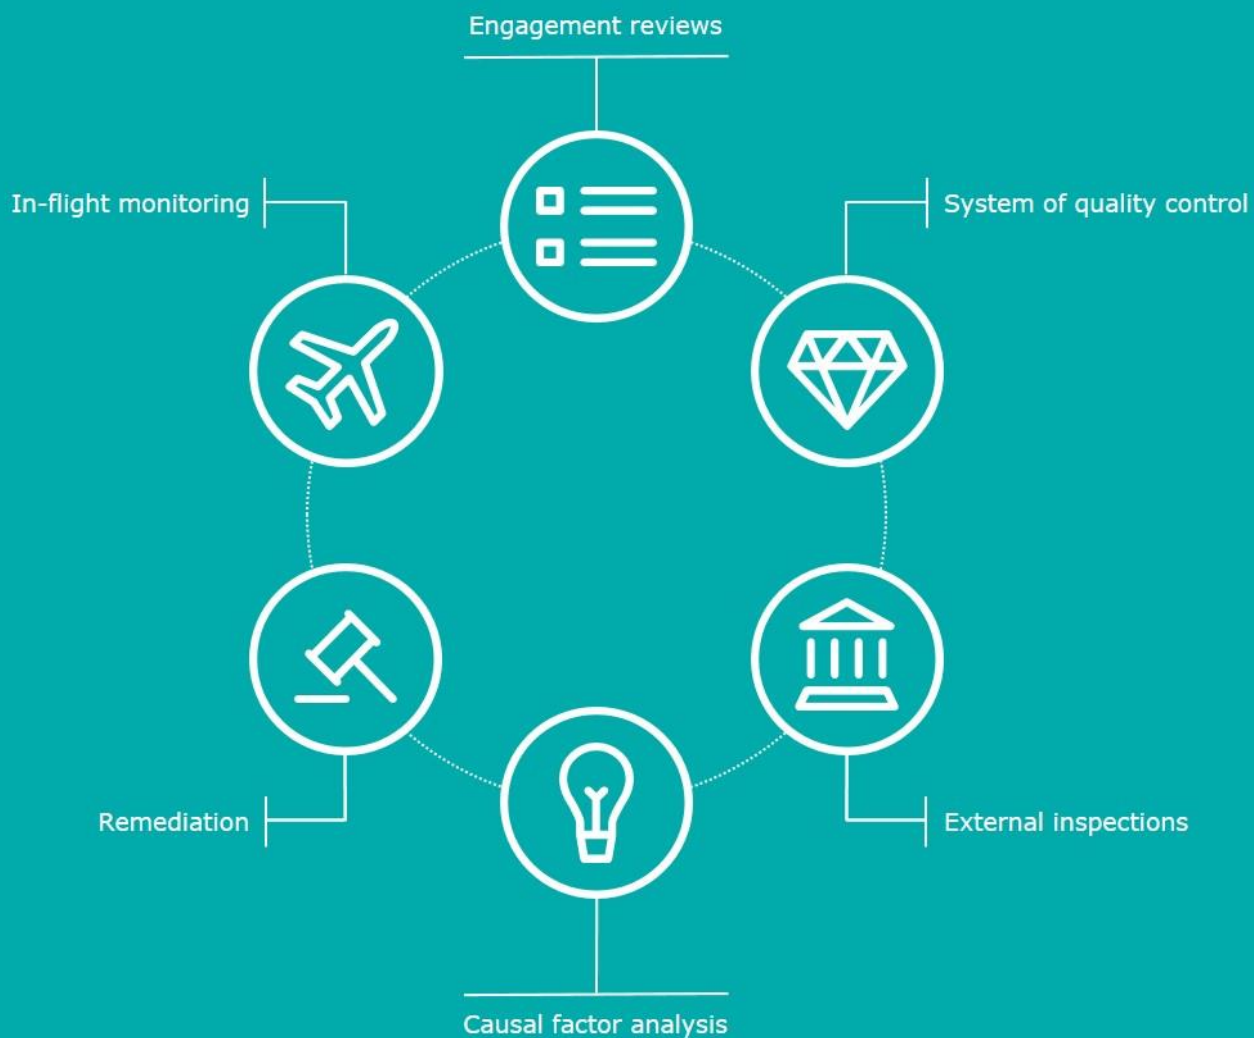 Engagement reviews
In-flight monitoring
System of quality control
Remediation
External inspections
Causal factor analysis